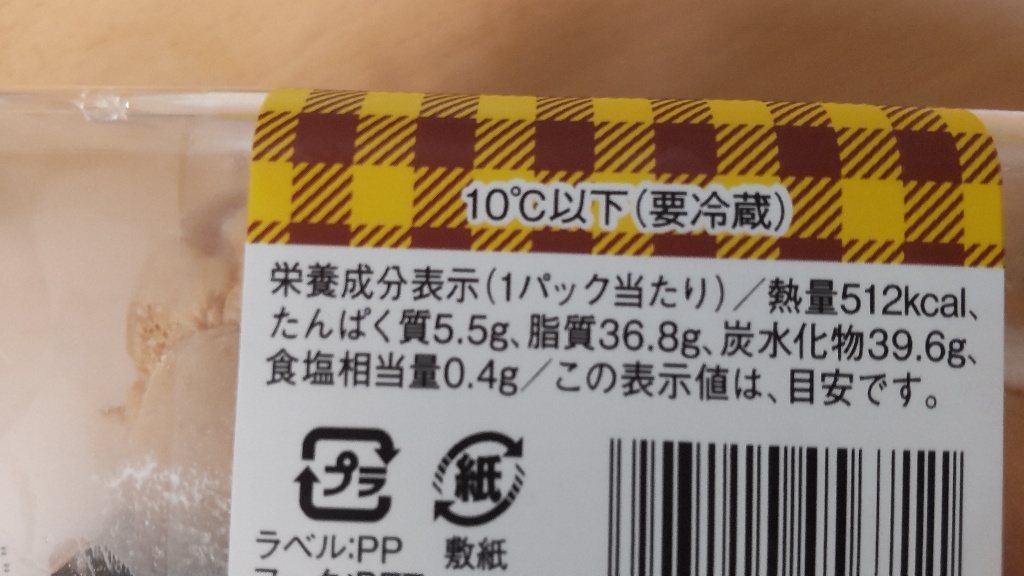 10℃以下(要冷蔵)
栄養成分表示(1パック当たり)/熱量512kcal、
たんぱく質5.5g、脂質36.8g、炭水化物39.6g、
食塩相当量0.4g/この表示値は、目安です。
プラ 紙
ラベル:PP 敷紙